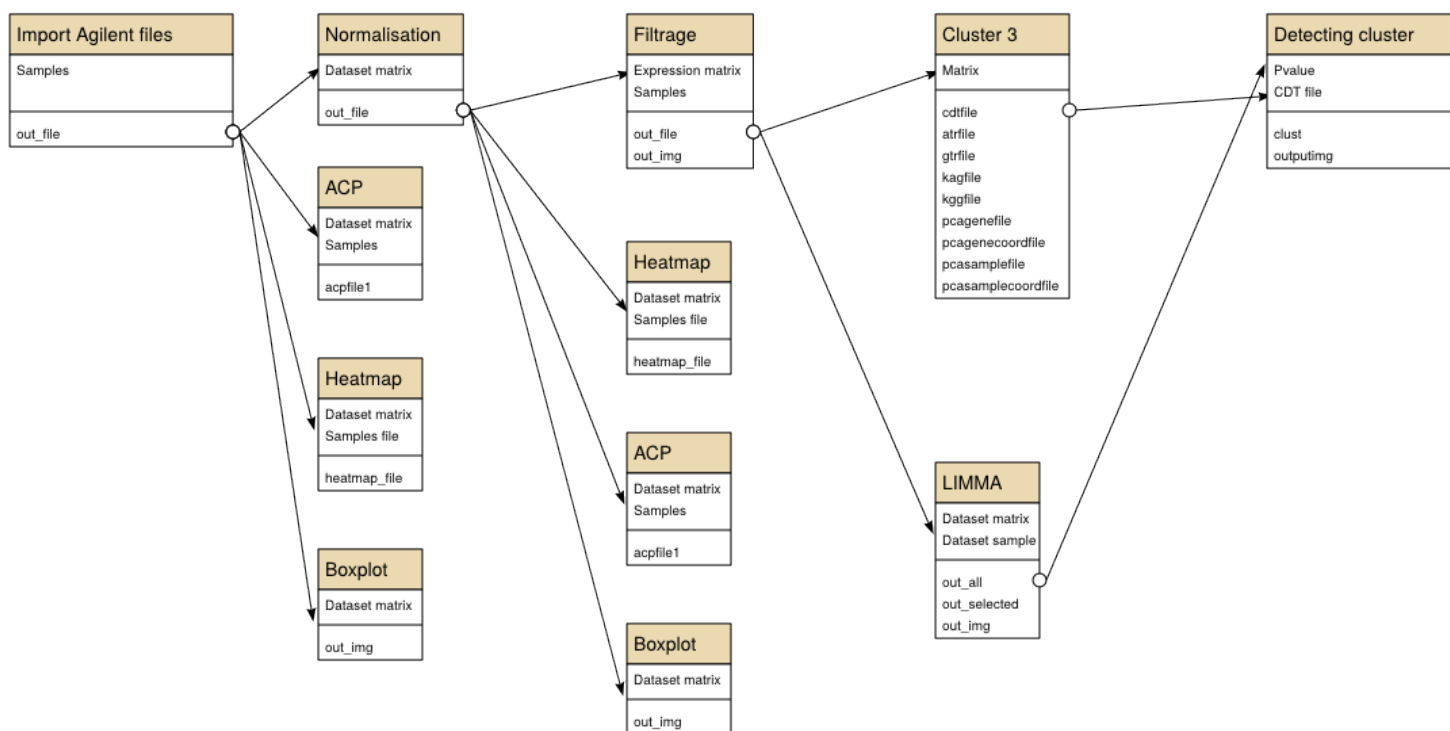 Import Agilent files
Samples
out_file
Normalisation
Dataset matrix
out_file
ACP
Dataset matrix
Samples
acpfile1
Heatmap
Dataset matrix
Samples file
heatmap_file
Boxplot
Dataset matrix
out_img
Filtrage
Expression matrix
Samples
out_file
out_img
Heatmap
Dataset matrix
Samples file
heatmap_file
ACP
Dataset matrix
Samples
acpfile1
Boxplot
Dataset matrix
out_img
Cluster 3
Matrix
cdtfile
atrfile
gtrfile
kagfile
kggfile
pcagenefile
pcagenecoordfile
pcasamplefile
pcasamplecoordfile
LIMMA
Dataset matrix
Dataset sample
out_all
out_selected
out_img
Detecting cluster
Pvalue
CDT file
clust
outputimg